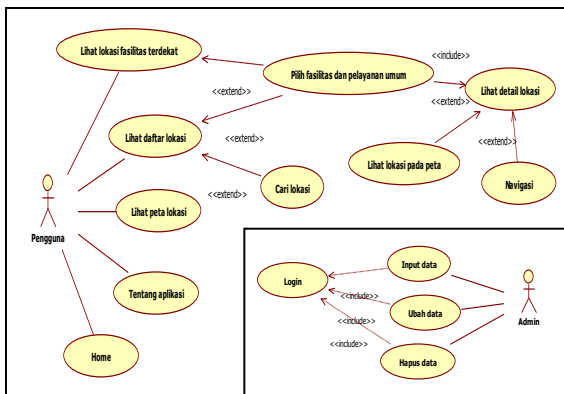 Lihat lokasi fasilitas terdekat
Pilih fasilitas dan pelayanan umum
<<include>>
Lihat detail lokasi
<<extend>>
<<extend>>
Lihat daftar lokasi
<<extend>>
<<extend>>
Lihat lokasi pada peta
Navigasi
<<extend>>
Cari lokasi
Pengguna
Lihat peta lokasi
Tentang aplikasi
Home
Login
Input data
<<include>>
Ubah data
Admin
<<include>>
<<include>>
Hapus data